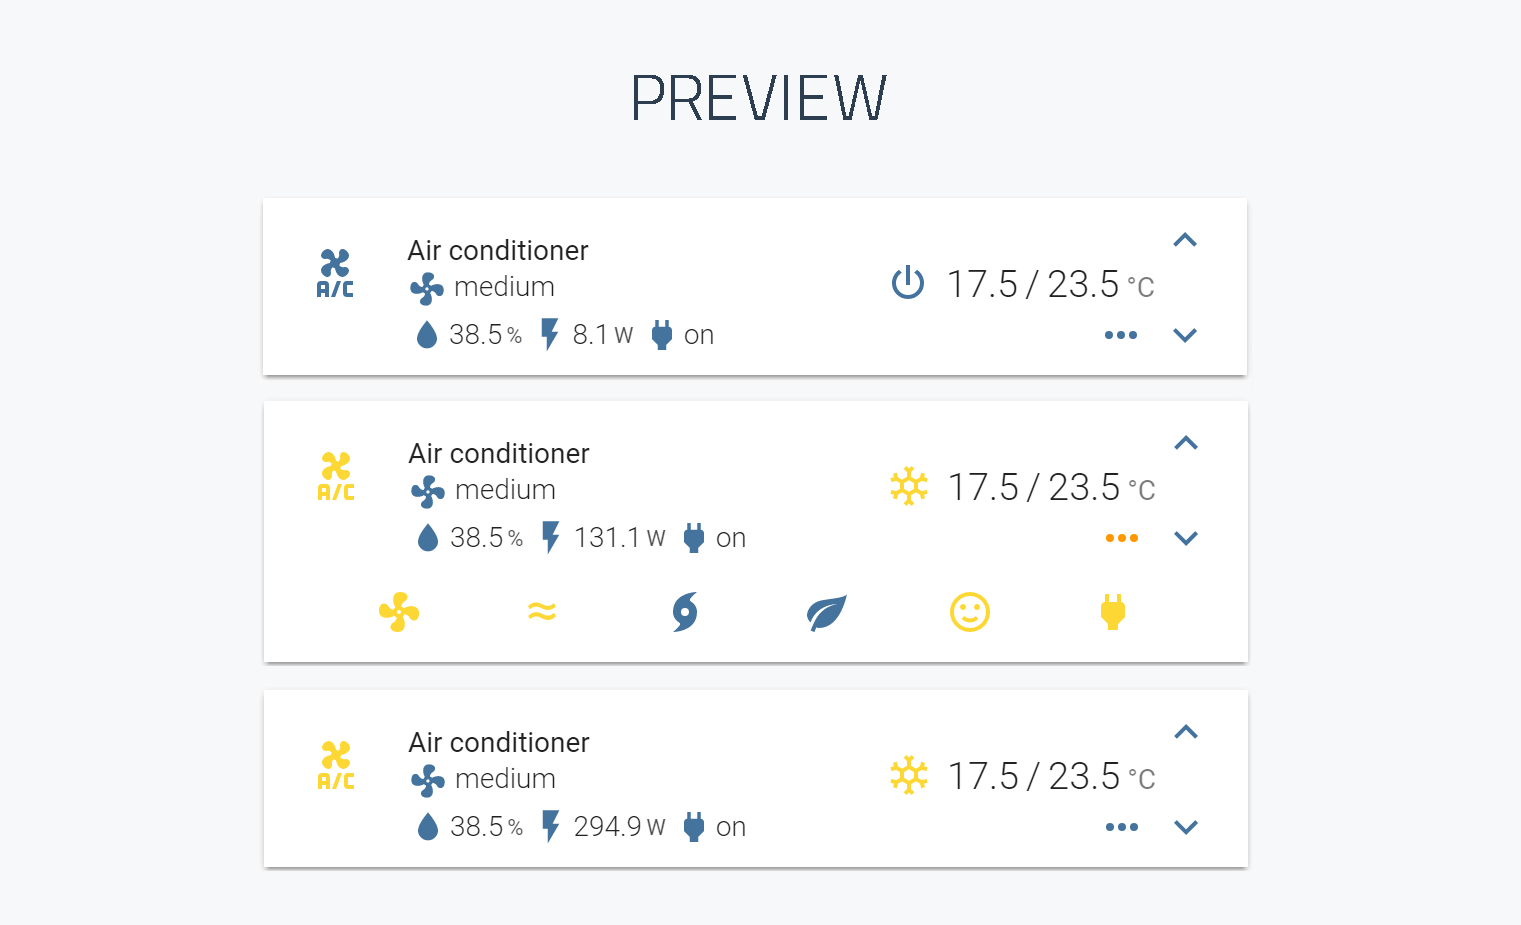 PREVIEW
Air conditioner
A/C
medium
17.5 / 23.5 °C
38.5 % 8.1 W on
Air conditioner
A/C
medium
17.5 / 23.5 °C
38.5 % 131.1 W on
Air conditioner
A/C
medium
17.5 / 23.5 °C
38.5 % 294.9 W on